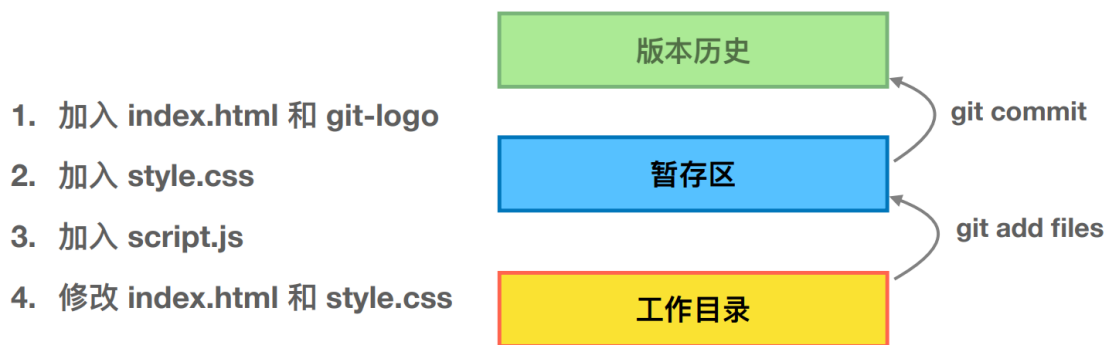 1. 加入 index.html 和 git-logo
2. 加入 style.css
3. 加入 script.js
4. 修改 index.html 和 style.css
版本历史
git commit
暂存区
git add files
工作目录